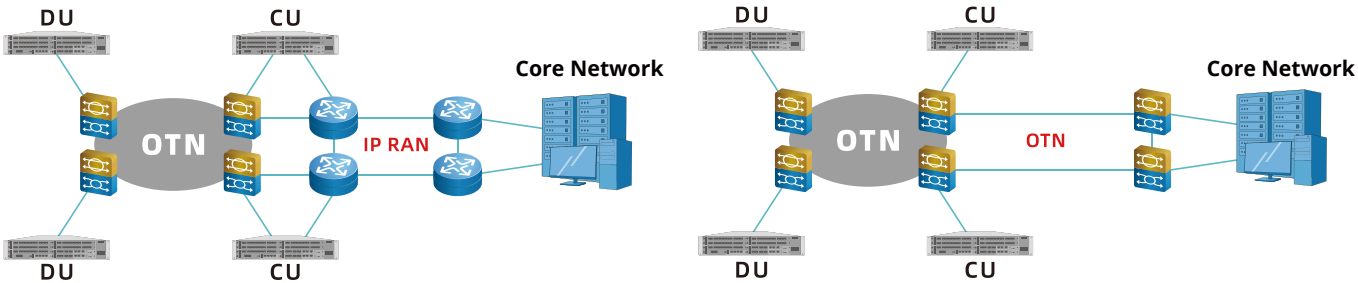 DU
CU
Core Network
OTN
IP RAN
DU
CU
DU
CU
Core Network
OTN
OTN
DU
CU